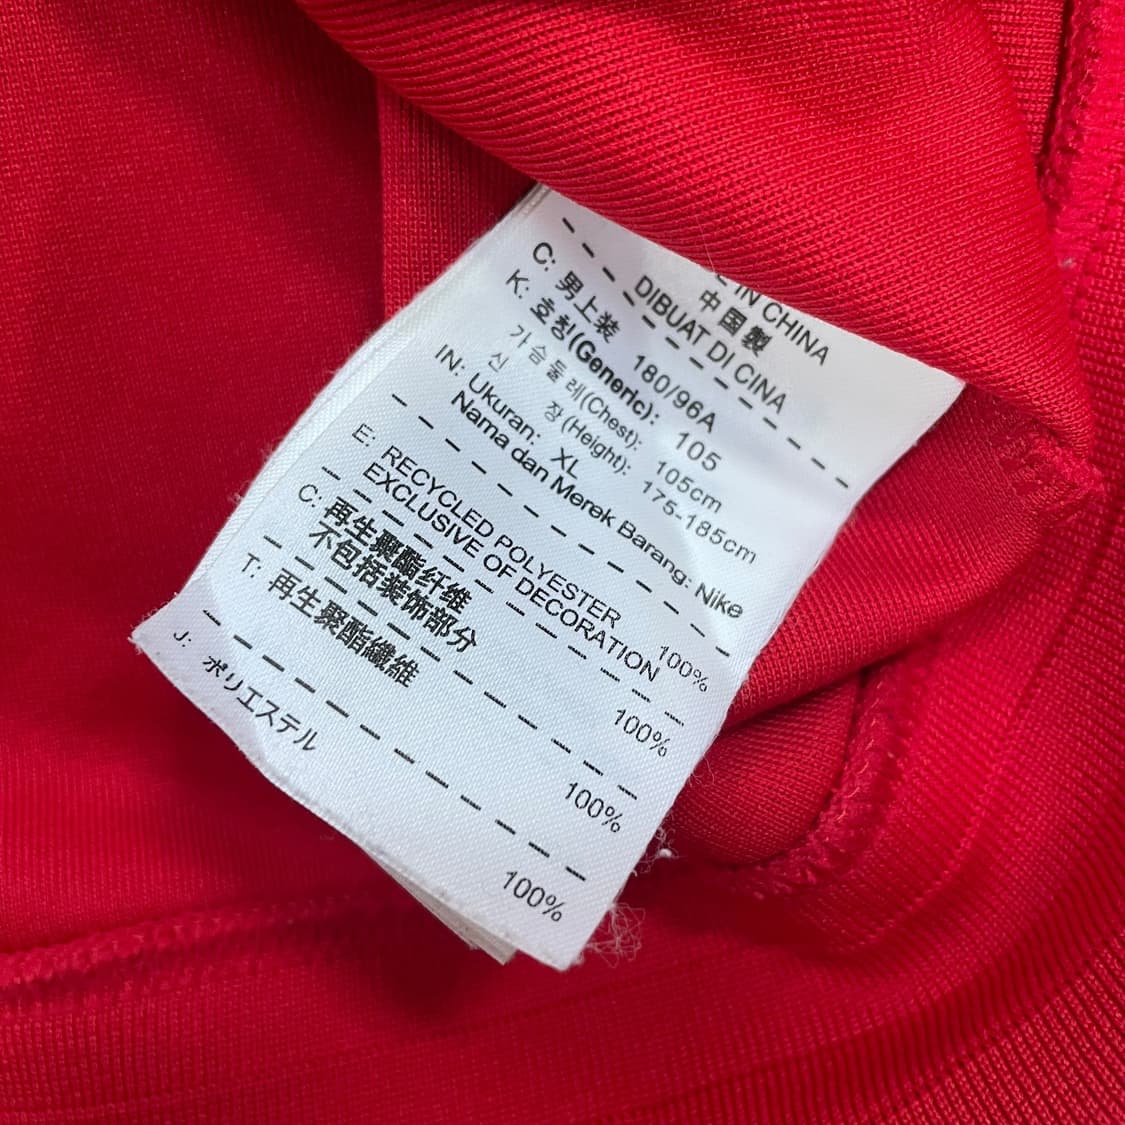 IN CHINA
中国製
DIBUAT DI CINA
C: 男上装 180/96A
K: 호칭(Generic): 105
가슴둘레(Chest): 105cm
신 장(Height): 175-185cm
IN: Ukuran: XL
Nama dan Merek Barang: Nike
E: RECYCLED POLYESTER 100%
EXCLUSIVE OF DECORATION
C: 再生聚酯纤维 100%
不包括装饰部分
T: 再生聚酯纖維 100%
J: ポリエステル 100%